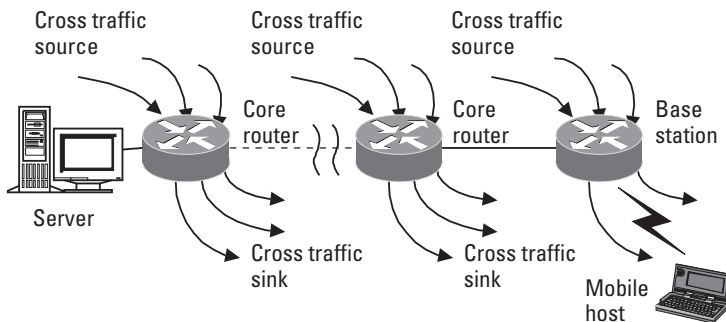 Cross traffic
source
Cross traffic
source
Cross traffic
source
Core
router
Core
router
Base
station
Server
Cross traffic
sink
Cross traffic
sink
Mobile
host